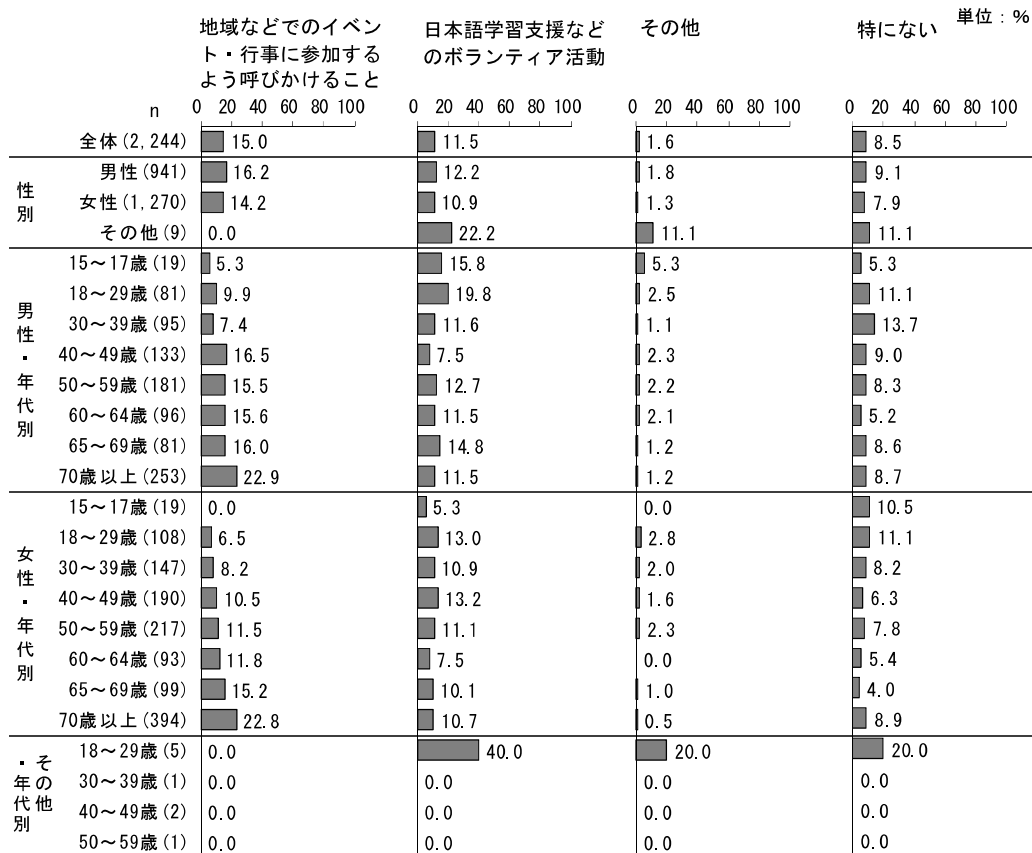 単位：%
地域などでのイベン
ト・行事に参加する
よう呼びかけること
日本語学習支援など
のボランティア活動
その他
特にない
n
0 20 40 60 80 100 0 20 40 60 80 100 0 20 40 60 80 100 0 20 40 60 80 100
全体(2,244) 15.0 11.5 1.6 8.5
性別
男性(941) 16.2 12.2 1.8 9.1
女性(1,270) 14.2 10.9 1.3 7.9
その他(9) 0.0 22.2 11.1 11.1
男性・年代別
15～17歳(19) 5.3 15.8 5.3 5.3
18～29歳(81) 9.9 19.8 2.5 11.1
30～39歳(95) 7.4 11.6 1.1 13.7
40～49歳(133) 16.5 7.5 2.3 9.0
50～59歳(181) 15.5 12.7 2.2 8.3
60～64歳(96) 15.6 11.5 2.1 5.2
65～69歳(81) 16.0 14.8 1.2 8.6
70歳以上(253) 22.9 11.5 1.2 8.7
女性・年代別
15～17歳(19) 0.0 5.3 0.0 10.5
18～29歳(108) 6.5 13.0 2.8 11.1
30～39歳(147) 8.2 10.9 2.0 8.2
40～49歳(190) 10.5 13.2 1.6 6.3
50～59歳(217) 11.5 11.1 2.3 7.8
60～64歳(93) 11.8 7.5 0.0 5.4
65～69歳(99) 15.2 10.1 1.0 4.0
70歳以上(394) 22.8 10.7 0.5 8.9
その他・年代別
18～29歳(5) 0.0 40.0 20.0 20.0
30～39歳(1) 0.0 0.0 0.0 0.0
40～49歳(2) 0.0 0.0 0.0 0.0
50～59歳(1) 0.0 0.0 0.0 0.0